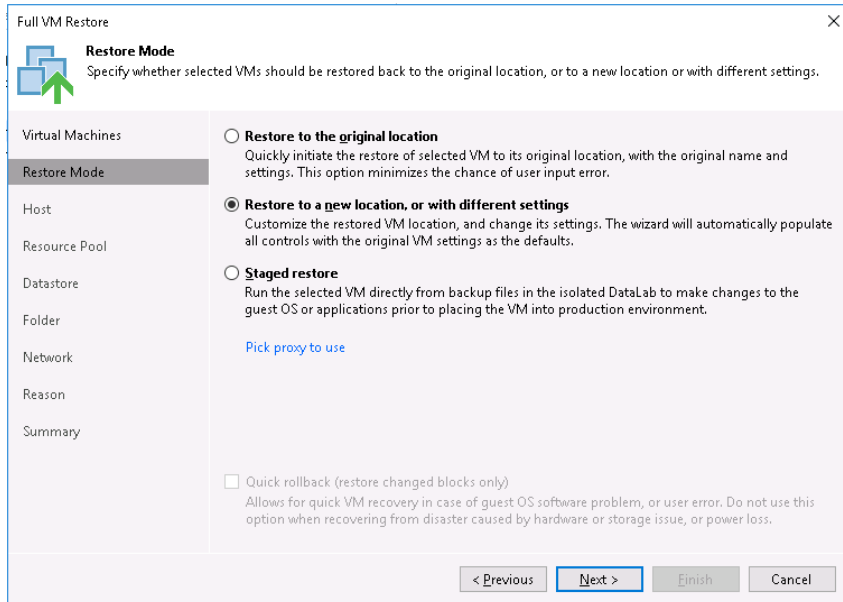 Full VM Restore
Restore Mode
Specify whether selected VMs should be restored back to the original location, or to a new location or with different settings.
Virtual Machines
Restore Mode
Host
Resource Pool
Datastore
Folder
Network
Reason
Summary
Restore to the original location
Quickly initiate the restore of selected VM to its original location, with the original name and
settings. This option minimizes the chance of user input error.
Restore to a new location, or with different settings
Customize the restored VM location, and change its settings. The wizard will automatically populate
all controls with the original VM settings as the defaults.
Staged restore
Run the selected VM directly from backup files in the isolated DataLab to make changes to the
guest OS or applications prior to placing the VM into production environment.
Pick proxy to use
Quick rollback (restore changed blocks only)
Allows for quick VM recovery in case of guest OS software problem, or user error. Do not use this
option when recovering from disaster caused by hardware or storage issue, or power loss.
< Previous
Next >
Finish
Cancel